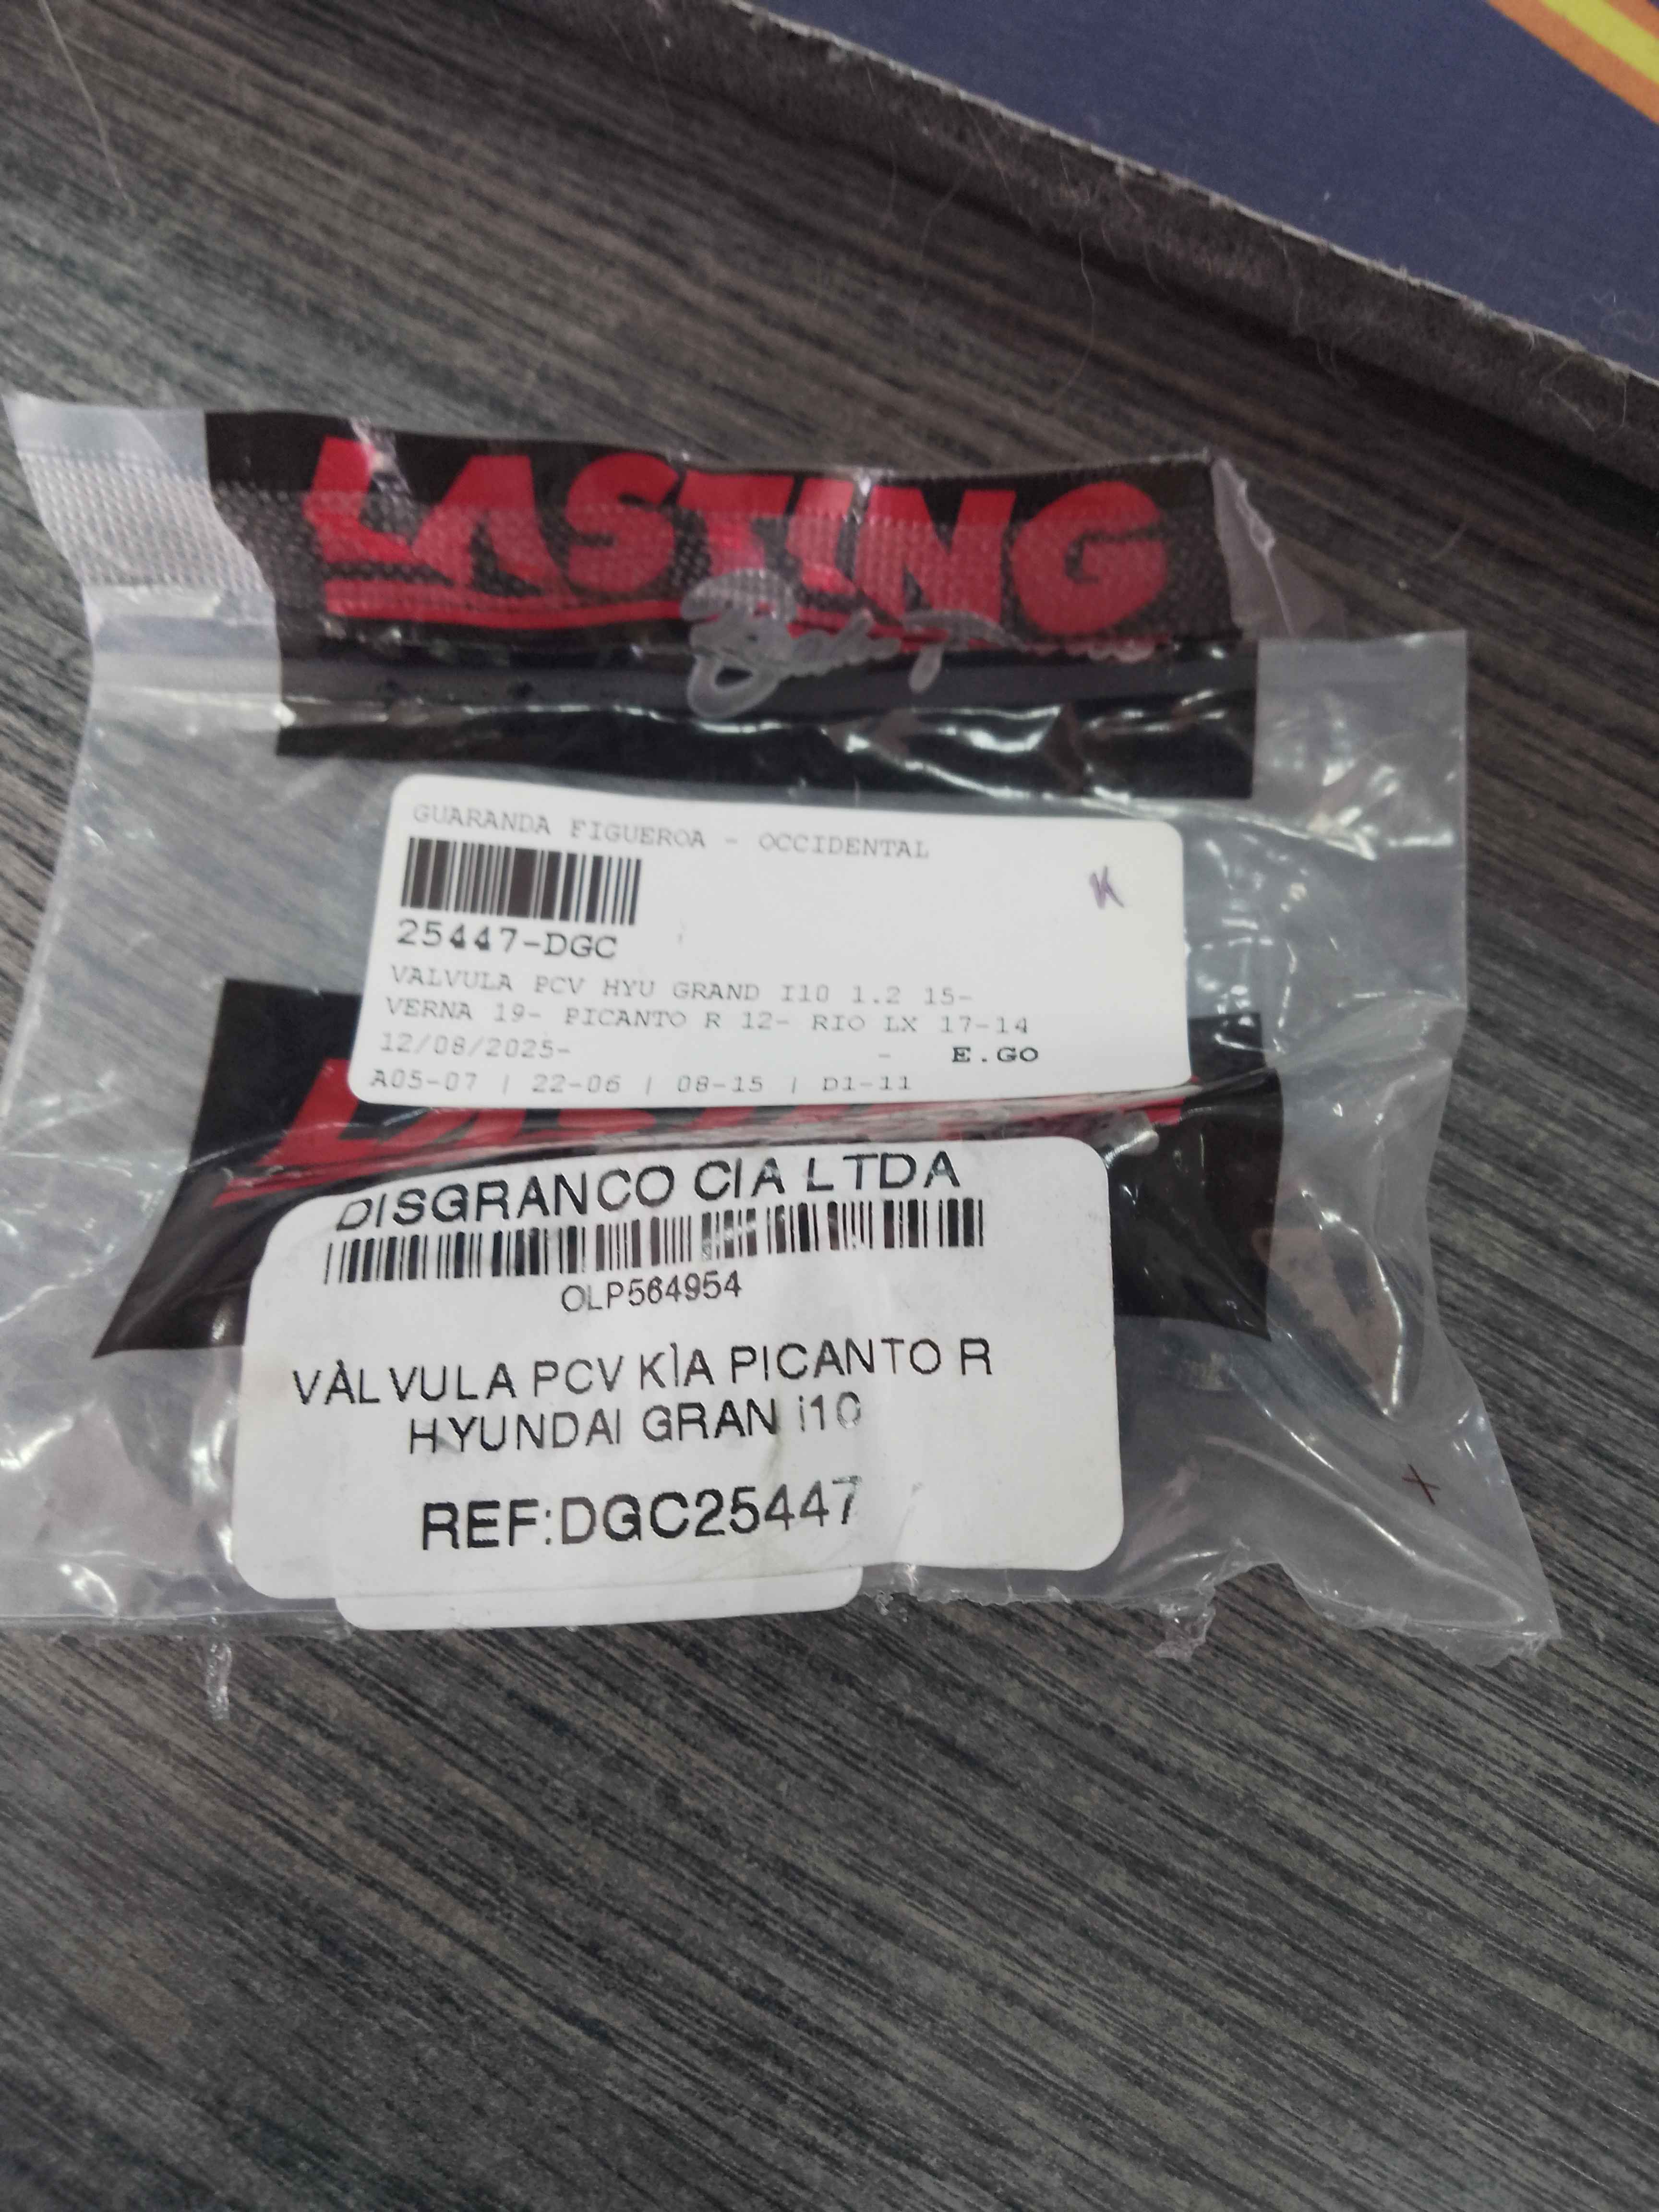 LASTING
GUARANDA FIGUEROA - OCCIDENTAL
K
25447-DGC
VALVULA PCV HYU GRAND I10 1.2 15-
VERNA 19- PICANTO R 12- RIO LX 17-14
12/08/2025- - E.GO
A05-07 | 22-06 | 08-15 | D1-11
DISGRANCO CIA LTDA
OLP564954
VÀLVULA PCV KÌA PICANTO R
HYUNDAI GRAN i10
REF:DGC25447